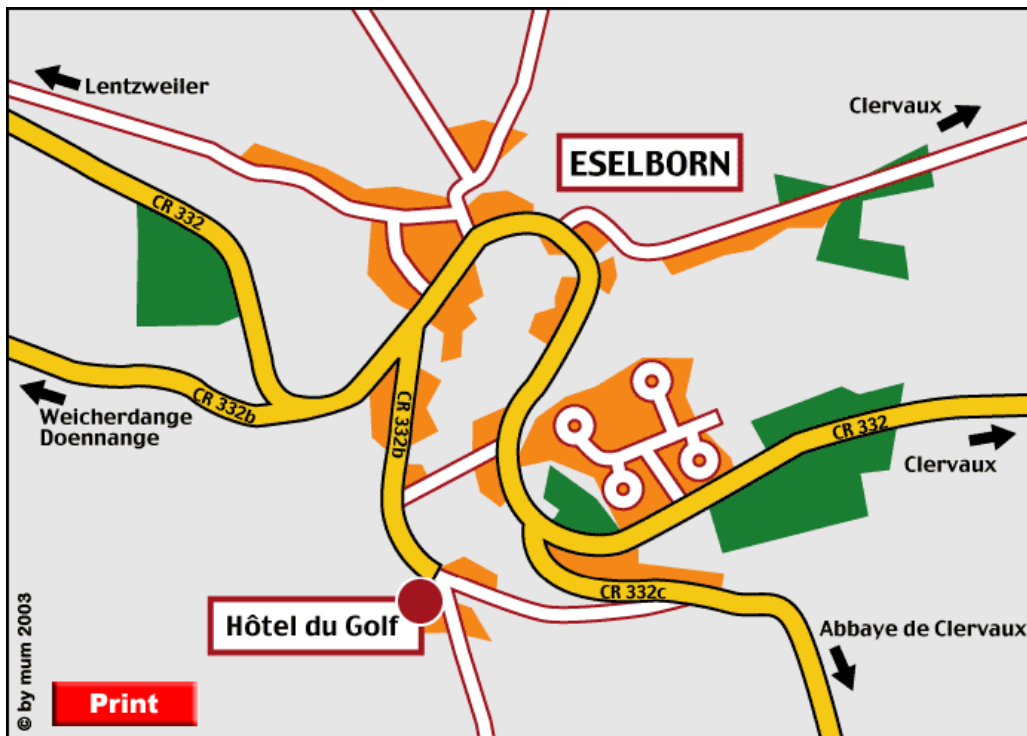 Lentzweiler
Clervaux
ESELBORN
CR 332
Weicherdange
Doennange
CR 332b
CR 332b
CR 332
Clervaux
CR 332c
Hôtel du Golf
Abbaye de Clervaux
© by mum 2003
Print